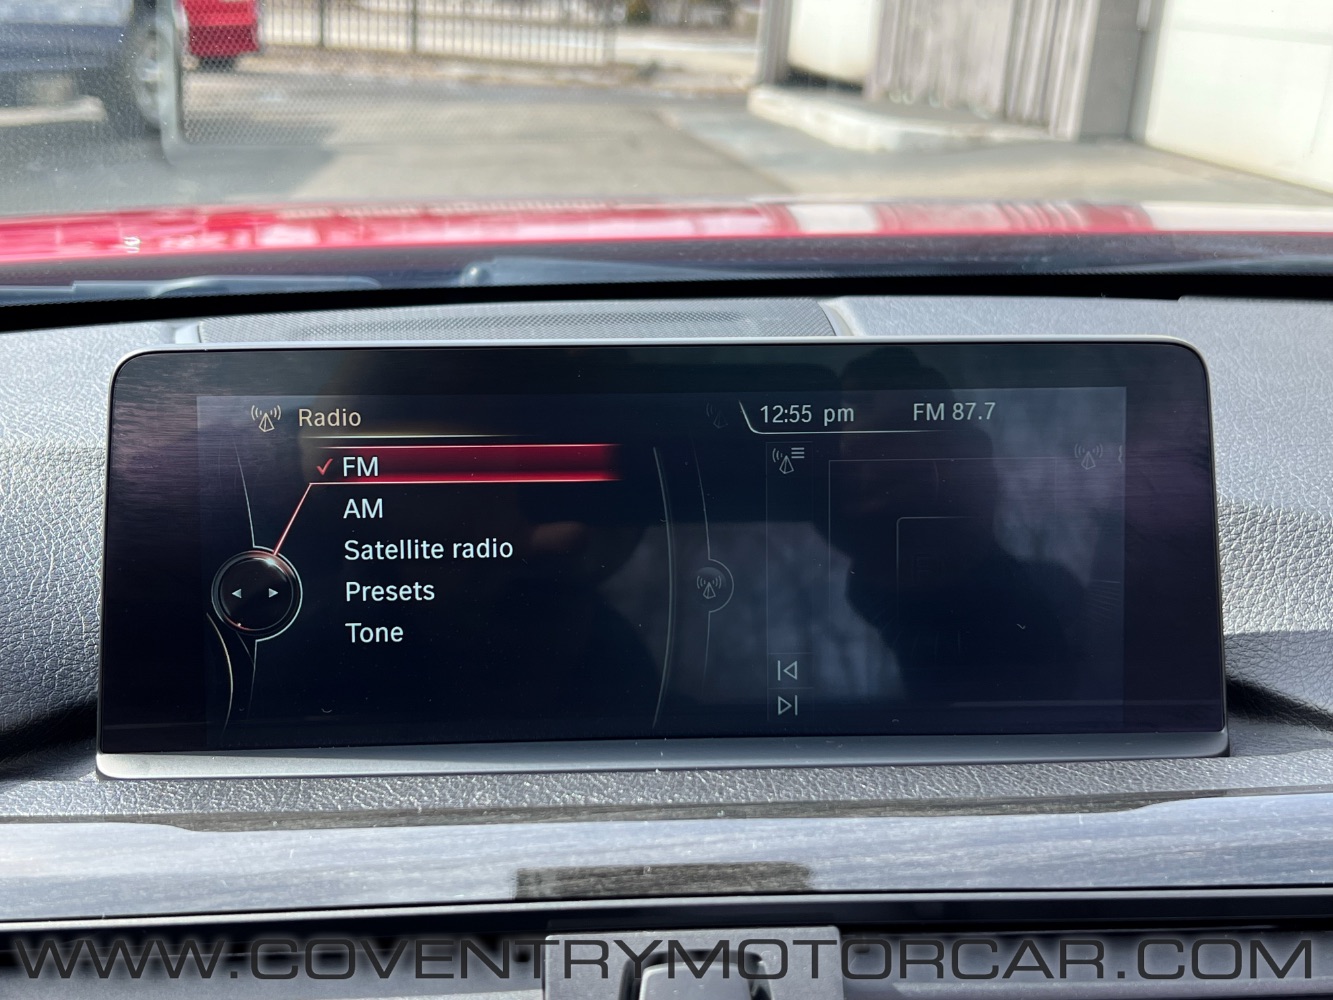 Radio
12:55 pm
FM 87.7
FM
AM
Satellite radio
Presets
Tone
WWW.COVENTRYMOTORCAR.COM